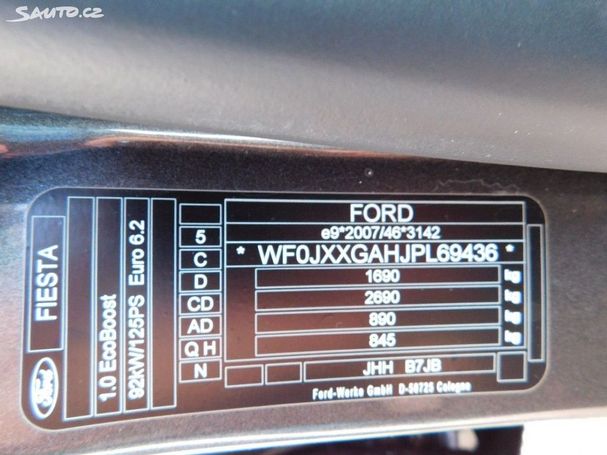 SAUTO.CZ
FORD
e9*2007/46*3142
* WF0JXXGAHJPL69436 *
1690 kg
2690 kg
890 kg
845 kg
JHH B7JB
Ford-Werke GmbH D-50725 Cologne
5
C
D
CD
AD
Q H
N
FIESTA
1.0 EcoBoost
92kW/125PS Euro 6.2
Ford